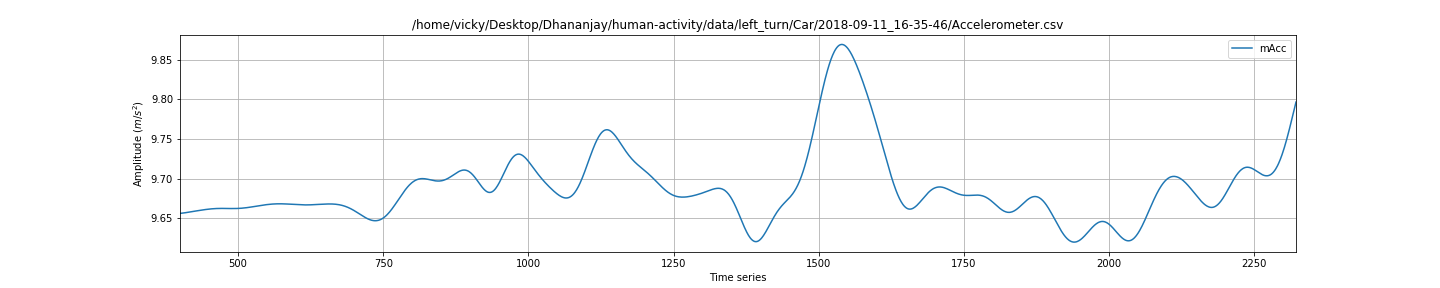 /home/vicky/Desktop/Dhananjay/human-activity/data/left_turn/Car/2018-09-11_16-35-46/Accelerometer.csv
mAcc
Amplitude (m/s²)
9.85
9.80
9.75
9.70
9.65
500 750 1000 1250 1500 1750 2000 2250
Time series